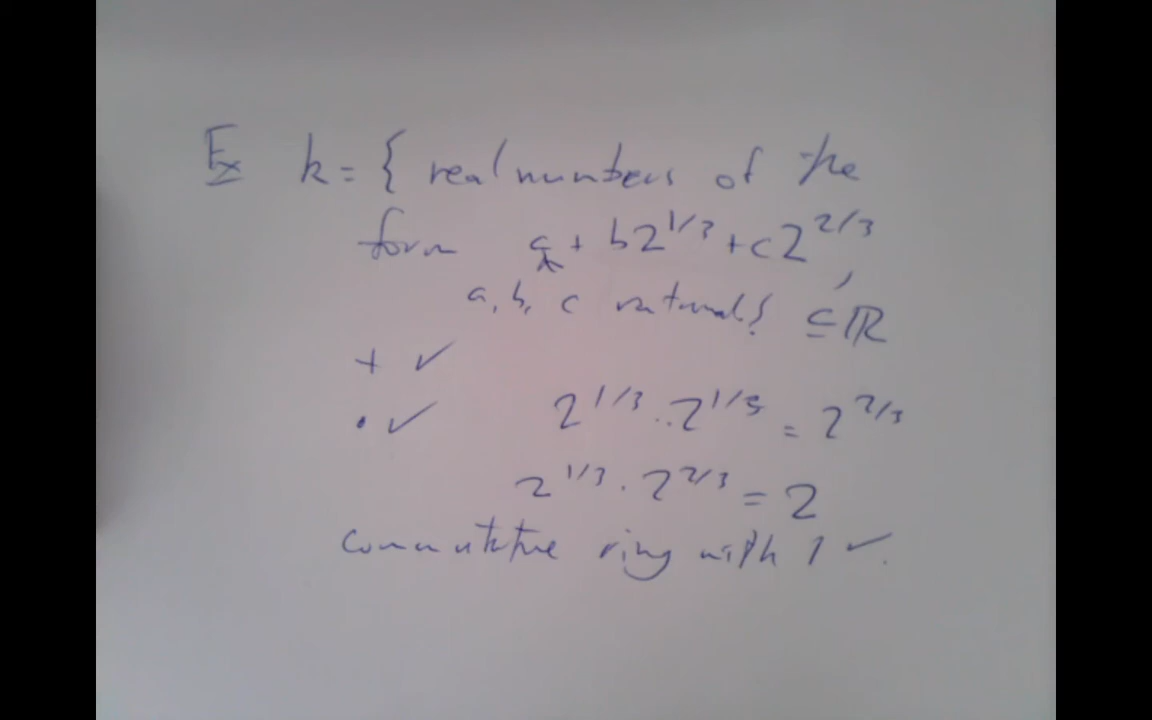 Ex k = { real numbers of the
form a + b2^{1/3} + c2^{2/3},
a, b, c rational} ⊆ ℝ
+ ✓
· ✓ 2^{1/3} · 2^{1/3} = 2^{2/3}
2^{1/3} · 2^{2/3} = 2
commutative ring with 1 ✓.